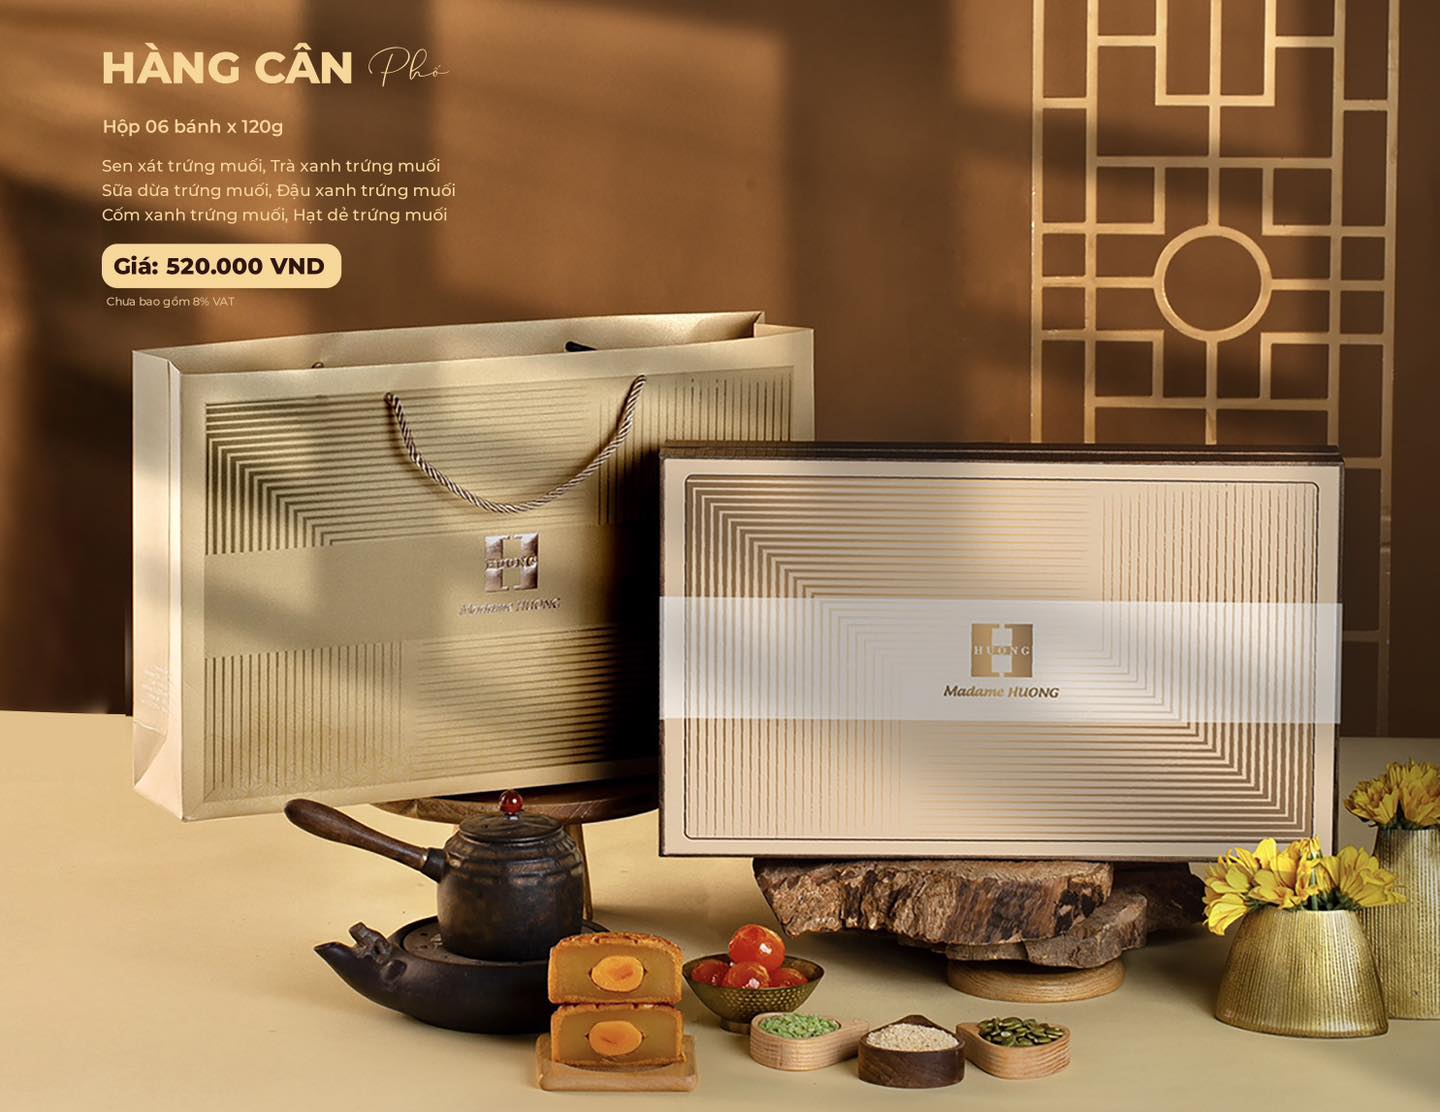 HÀNG CÂN Phố
Hộp 06 bánh x 120g
Sen xát trứng muối, Trà xanh trứng muối
Sữa dừa trứng muối, Đậu xanh trứng muối
Cốm xanh trứng muối, Hạt dẻ trứng muối
Giá: 520.000 VND
Chưa bao gồm 8% VAT
HUONG
Madame HUONG
HUONG
Madame HUONG